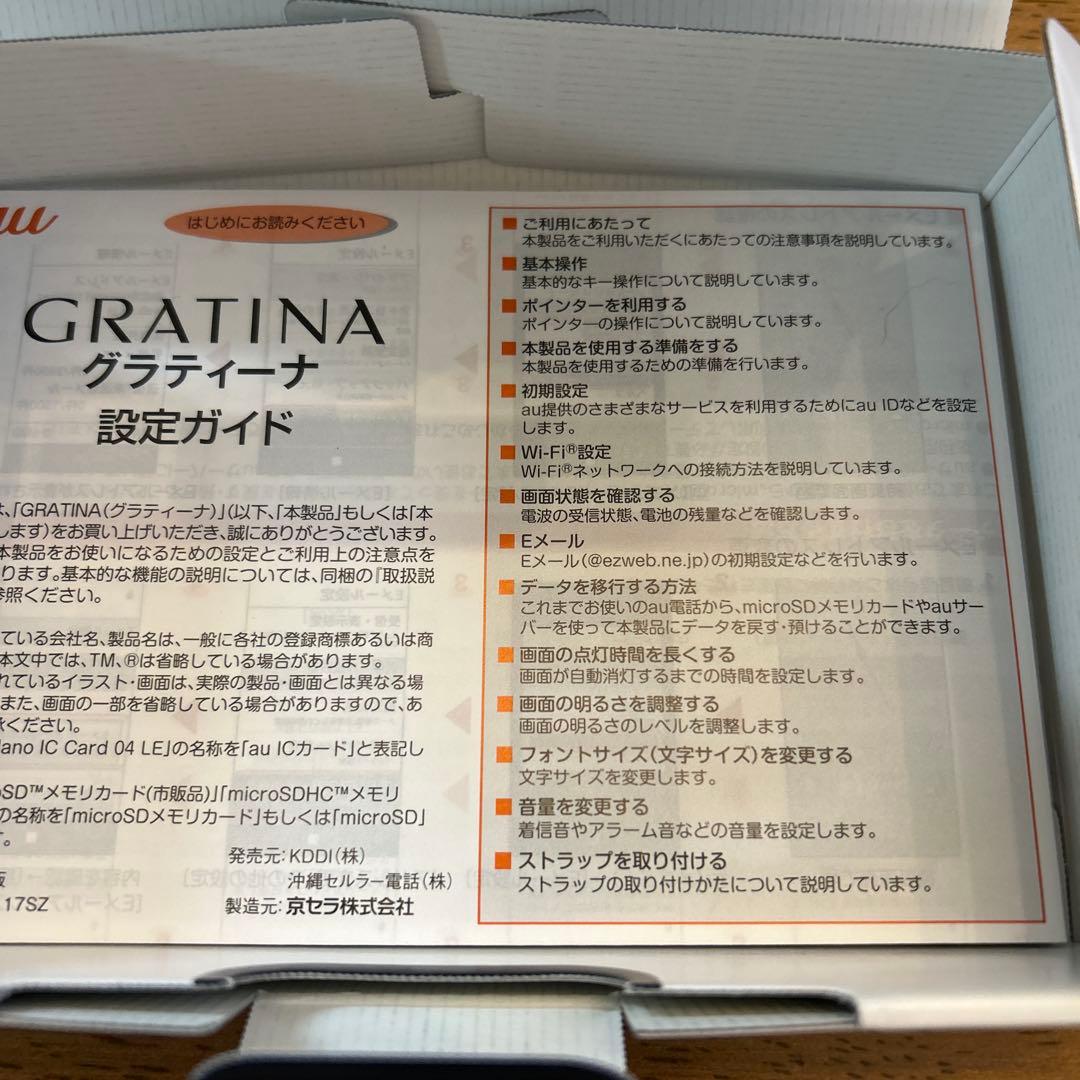 au
はじめにお読みください
GRATINA
グラティーナ
設定ガイド
は、「GRATINA（グラティーナ）」（以下、「本製品」もしくは「本
します）をお買い上げいただき、誠にありがとうございます。
本製品をお使いになるための設定とご利用上の注意点を
ります。基本的な機能の説明については、同梱の『取扱説
参照ください。
ている会社名、製品名は、一般に各社の登録商標あるいは商
本文中では、TM、®は省略している場合があります。
れているイラスト・画面は、実際の製品・画面とは異なる場
また、画面の一部を省略している場合がありますので、あ
承ください。
ano IC Card 04 LE」の名称を「au ICカード」と表記し
oSD™メモリカード(市販品)」「microSDHC™メモリ
の名称を「microSDメモリカード」もしくは「microSD」
す。
発売元：KDDI（株）
沖縄セルラー電話（株）
製造元：京セラ株式会社
版
17SZ
■ ご利用にあたって
本製品をご利用いただくにあたっての注意事項を説明しています。
■ 基本操作
基本的なキー操作について説明しています。
■ ポインターを利用する
ポインターの操作について説明しています。
■ 本製品を使用する準備をする
本製品を使用するための準備を行います。
■ 初期設定
au提供のさまざまなサービスを利用するためにau IDなどを設定
します。
■ Wi-Fi®設定
Wi-Fi®ネットワークへの接続方法を説明しています。
■ 画面状態を確認する
電波の受信状態、電池の残量などを確認します。
■ Eメール
Eメール（@ezweb.ne.jp）の初期設定などを行います。
■ データを移行する方法
これまでお使いのau電話から、microSDメモリカードやauサー
バーを使って本製品にデータを戻す・預けることができます。
■ 画面の点灯時間を長くする
画面が自動消灯するまでの時間を設定します。
■ 画面の明るさを調整する
画面の明るさのレベルを調整します。
■ フォントサイズ（文字サイズ）を変更する
文字サイズを変更します。
■ 音量を変更する
着信音やアラーム音などの音量を設定します。
■ ストラップを取り付ける
ストラップの取り付けかたについて説明しています。